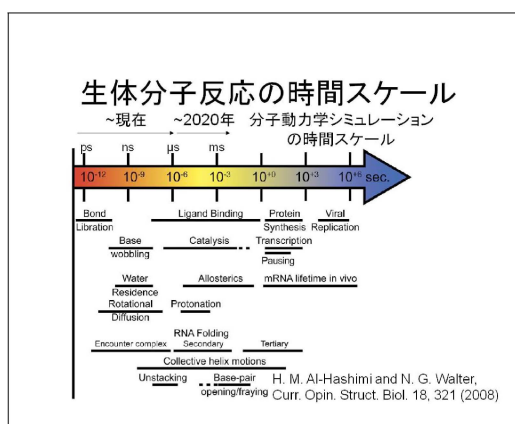 生体分子反応の時間スケール
~現在 ~2020年 分子動力学シミュレーション
の時間スケール
ps ns µs ms
10-12 10-9 10-6 10-3 10+0 10+3 10+6 sec.
Bond Ligand Binding Protein Viral
Libration Synthesis Replication
Base Catalysis Transcription
wobbling Pausing
Water Allosterics mRNA lifetime in vivo
Residence
Rotational Protonation
Diffusion
RNA Folding
Encounter complex Secondary Tertiary
Collective helix motions
Unstacking Base-pair
opening/fraying
H. M. Al-Hashimi and N. G. Walter,
Curr. Opin. Struct. Biol. 18, 321 (2008)